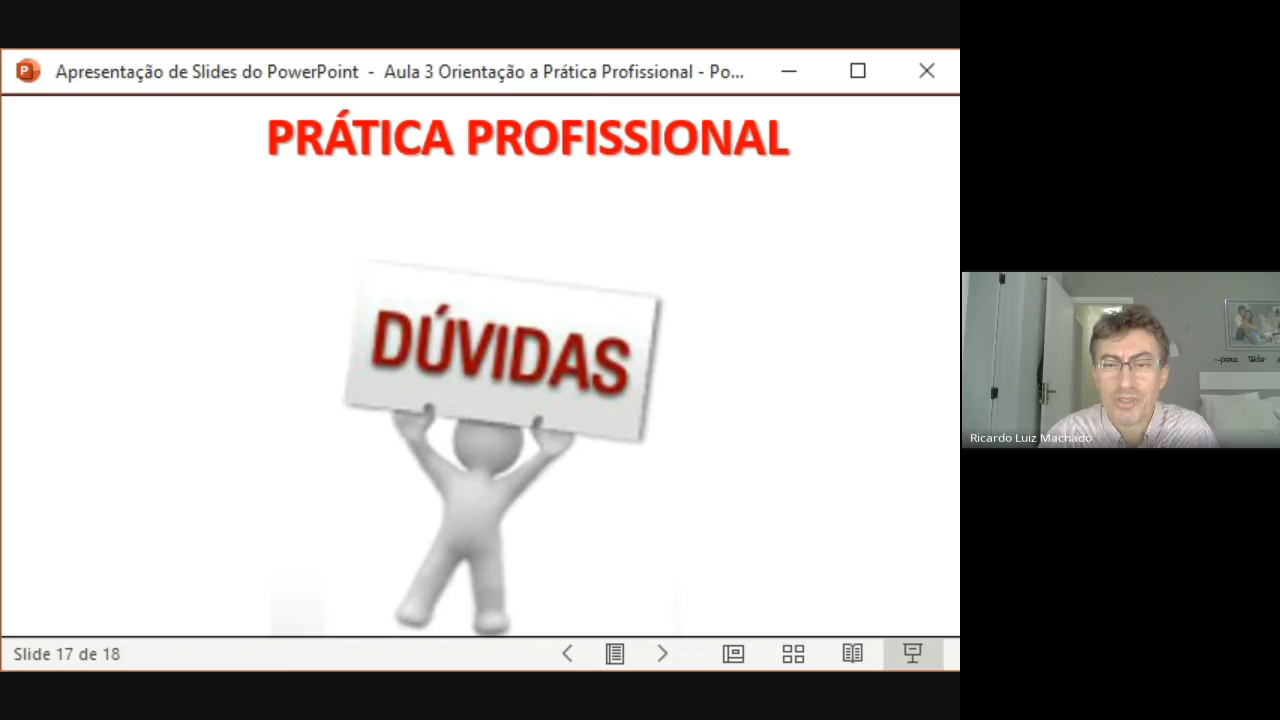 Apresentação de Slides do PowerPoint - Aula 3 Orientação a Prática Profissional - Po...
PRÁTICA PROFISSIONAL
DÚVIDAS
Ricardo Luiz Machado
Slide 17 de 18